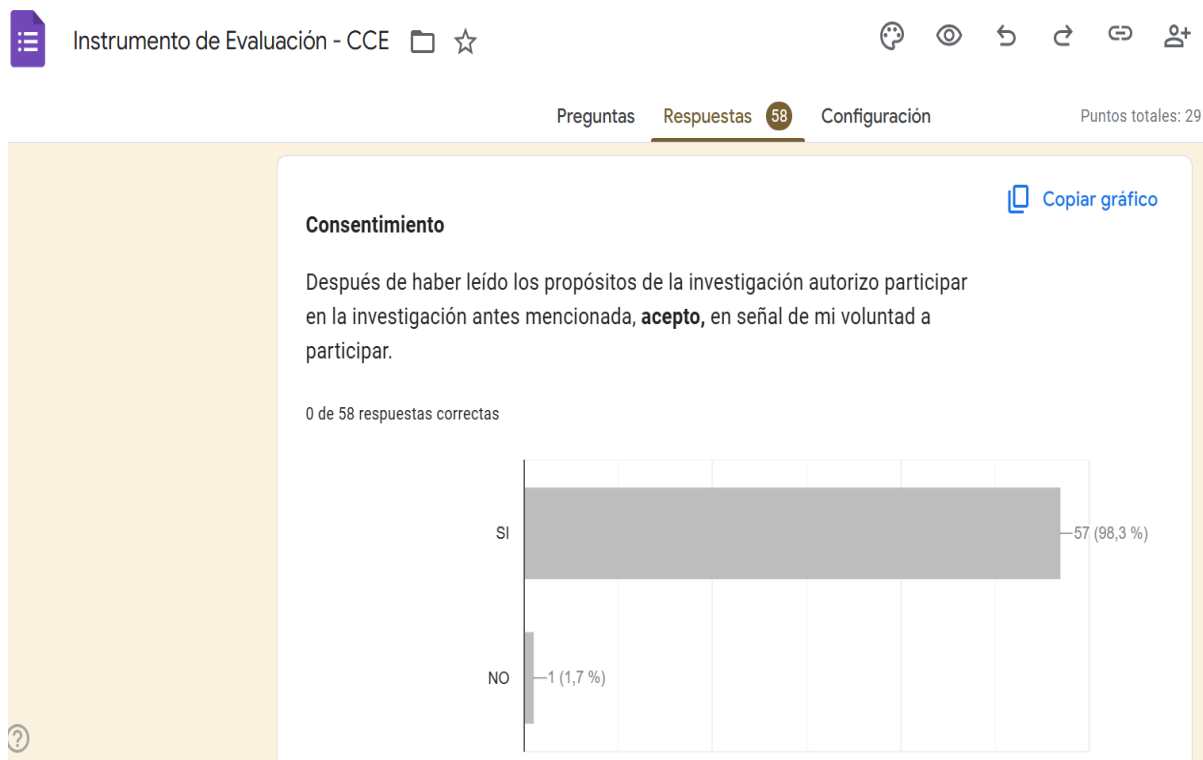 Instrumento de Evaluación - CCE
Preguntas Respuestas 58 Configuración Puntos totales: 29
Copiar gráfico
Consentimiento
Después de haber leído los propósitos de la investigación autorizo participar
en la investigación antes mencionada, acepto, en señal de mi voluntad a
participar.
0 de 58 respuestas correctas
SI 57 (98,3 %)
NO 1 (1,7 %)